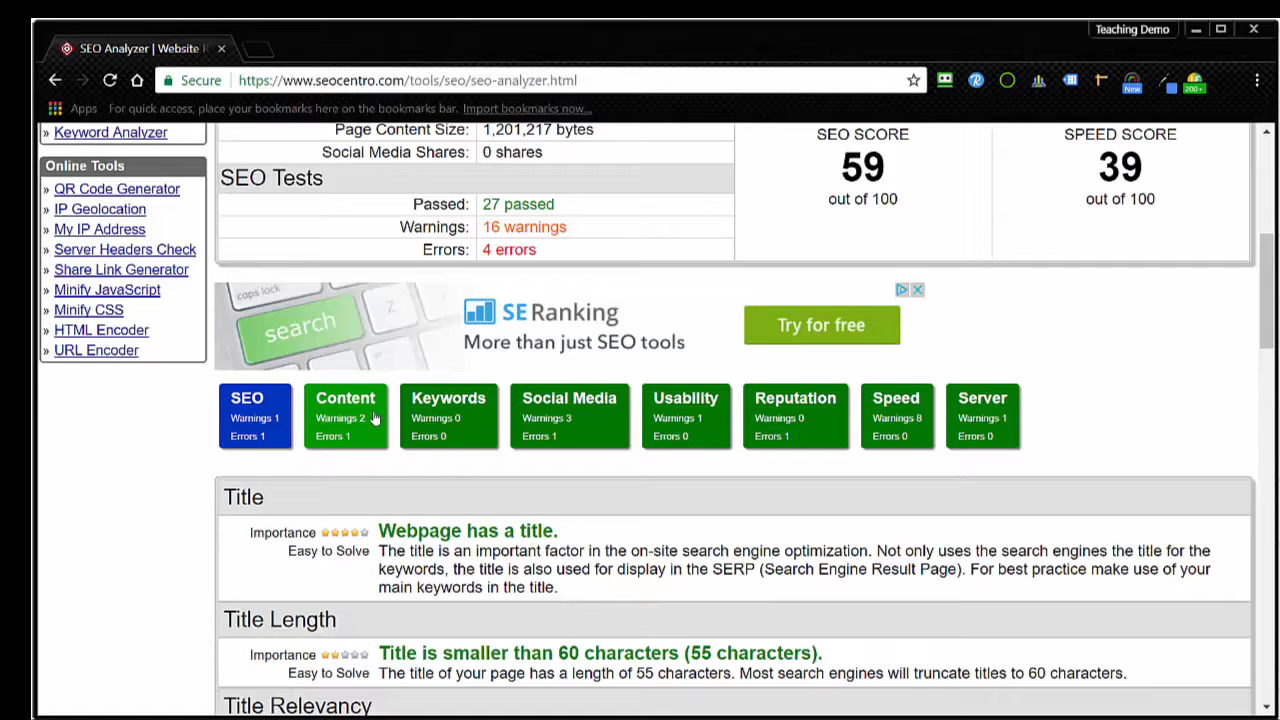 Teaching Demo
SEO Analyzer | Website R
Secure https://www.seocentro.com/tools/seo/seo-analyzer.html
New
200+
Apps For quick access, place your bookmarks here on the bookmarks bar. Import bookmarks now...
» Keyword Analyzer
Online Tools
» QR Code Generator
» IP Geolocation
» My IP Address
» Server Headers Check
» Share Link Generator
» Minify JavaScript
» Minify CSS
» HTML Encoder
» URL Encoder
Page Content Size: 1,201,217 bytes
Social Media Shares: 0 shares
SEO Tests
Passed: 27 passed
Warnings: 16 warnings
Errors: 4 errors
SEO SCORE
59
out of 100
SPEED SCORE
39
out of 100
caps lock
search
SE Ranking
More than just SEO tools
Try for free
SEO
Warnings 1
Errors 1
Content
Warnings 2
Errors 1
Keywords
Warnings 0
Errors 0
Social Media
Warnings 3
Errors 1
Usability
Warnings 1
Errors 0
Reputation
Warnings 0
Errors 1
Speed
Warnings 8
Errors 0
Server
Warnings 1
Errors 0
Title
Importance Webpage has a title.
Easy to Solve The title is an important factor in the on-site search engine optimization. Not only uses the search engines the title for the
keywords, the title is also used for display in the SERP (Search Engine Result Page). For best practice make use of your
main keywords in the title.
Title Length
Importance Title is smaller than 60 characters (55 characters).
Easy to Solve The title of your page has a length of 55 characters. Most search engines will truncate titles to 60 characters.
Title Relevancy